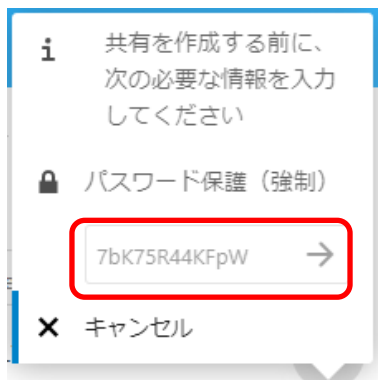 共有を作成する前に、
次の必要な情報を入力
してください
パスワード保護（強制）
7bK75R44KFpW
キャンセル